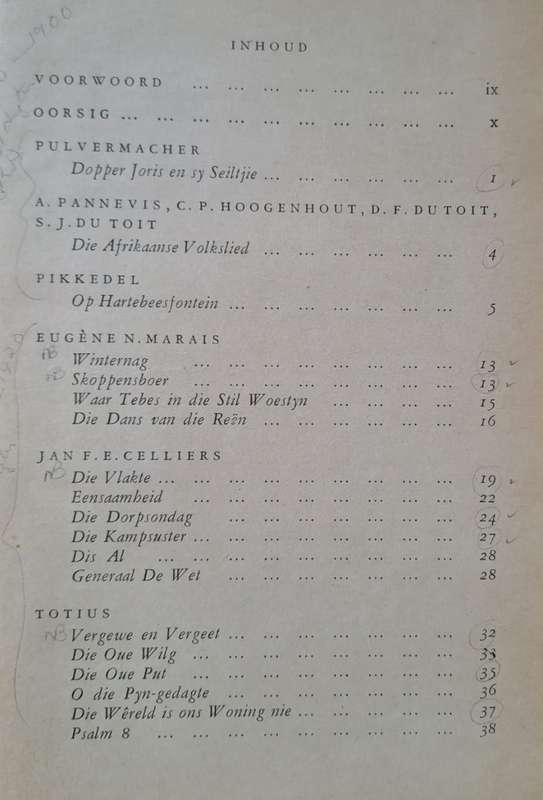 INHOUD
VOORWOORD ... ... ... ... ... ... ... ... ix
OORSIG ... ... ... ... ... ... ... ... ... x
PULVERMACHER
Dopper Joris en sy Seiltjie ... ... ... ... ... ... 1
A. PANNEVIS, C. P. HOOGENHOUT, D. F. DU TOIT,
S. J. DU TOIT
Die Afrikaanse Volkslied ... ... ... ... ... ... 4
PIKKEDEL
Op Hartebeesfontein ... ... ... ... ... ... ... 5
EUGÈNE N. MARAIS
NB Winternag ... ... ... ... ... ... ... ... 13
NB Skoppensboer ... ... ... ... ... ... ... ... 13
Waar Tebes in die Stil Woestyn ... ... ... ... 15
Die Dans van die Reën ... ... ... ... ... ... 16
JAN F. E. CELLIERS
NB Die Vlakte ... ... ... ... ... ... ... ... ... 19
Eensaamheid ... ... ... ... ... ... ... ... 22
Die Dorpsondag ... ... ... ... ... ... ... 24
Die Kampsuster ... ... ... ... ... ... ... ... 27
Dis Al ... ... ... ... ... ... ... ... ... 28
Generaal De Wet ... ... ... ... ... ... ... 28
TOTIUS
NB Vergewe en Vergeet ... ... ... ... ... ... ... 32
Die Oue Wilg ... ... ... ... ... ... ... ... 33
Die Oue Put ... ... ... ... ... ... ... ... 35
O die Pyn-gedagte ... ... ... ... ... ... ... 36
Die Wêreld is ons Woning nie ... ... ... ... ... 37
Psalm 8 ... ... ... ... ... ... ... ... ... 38